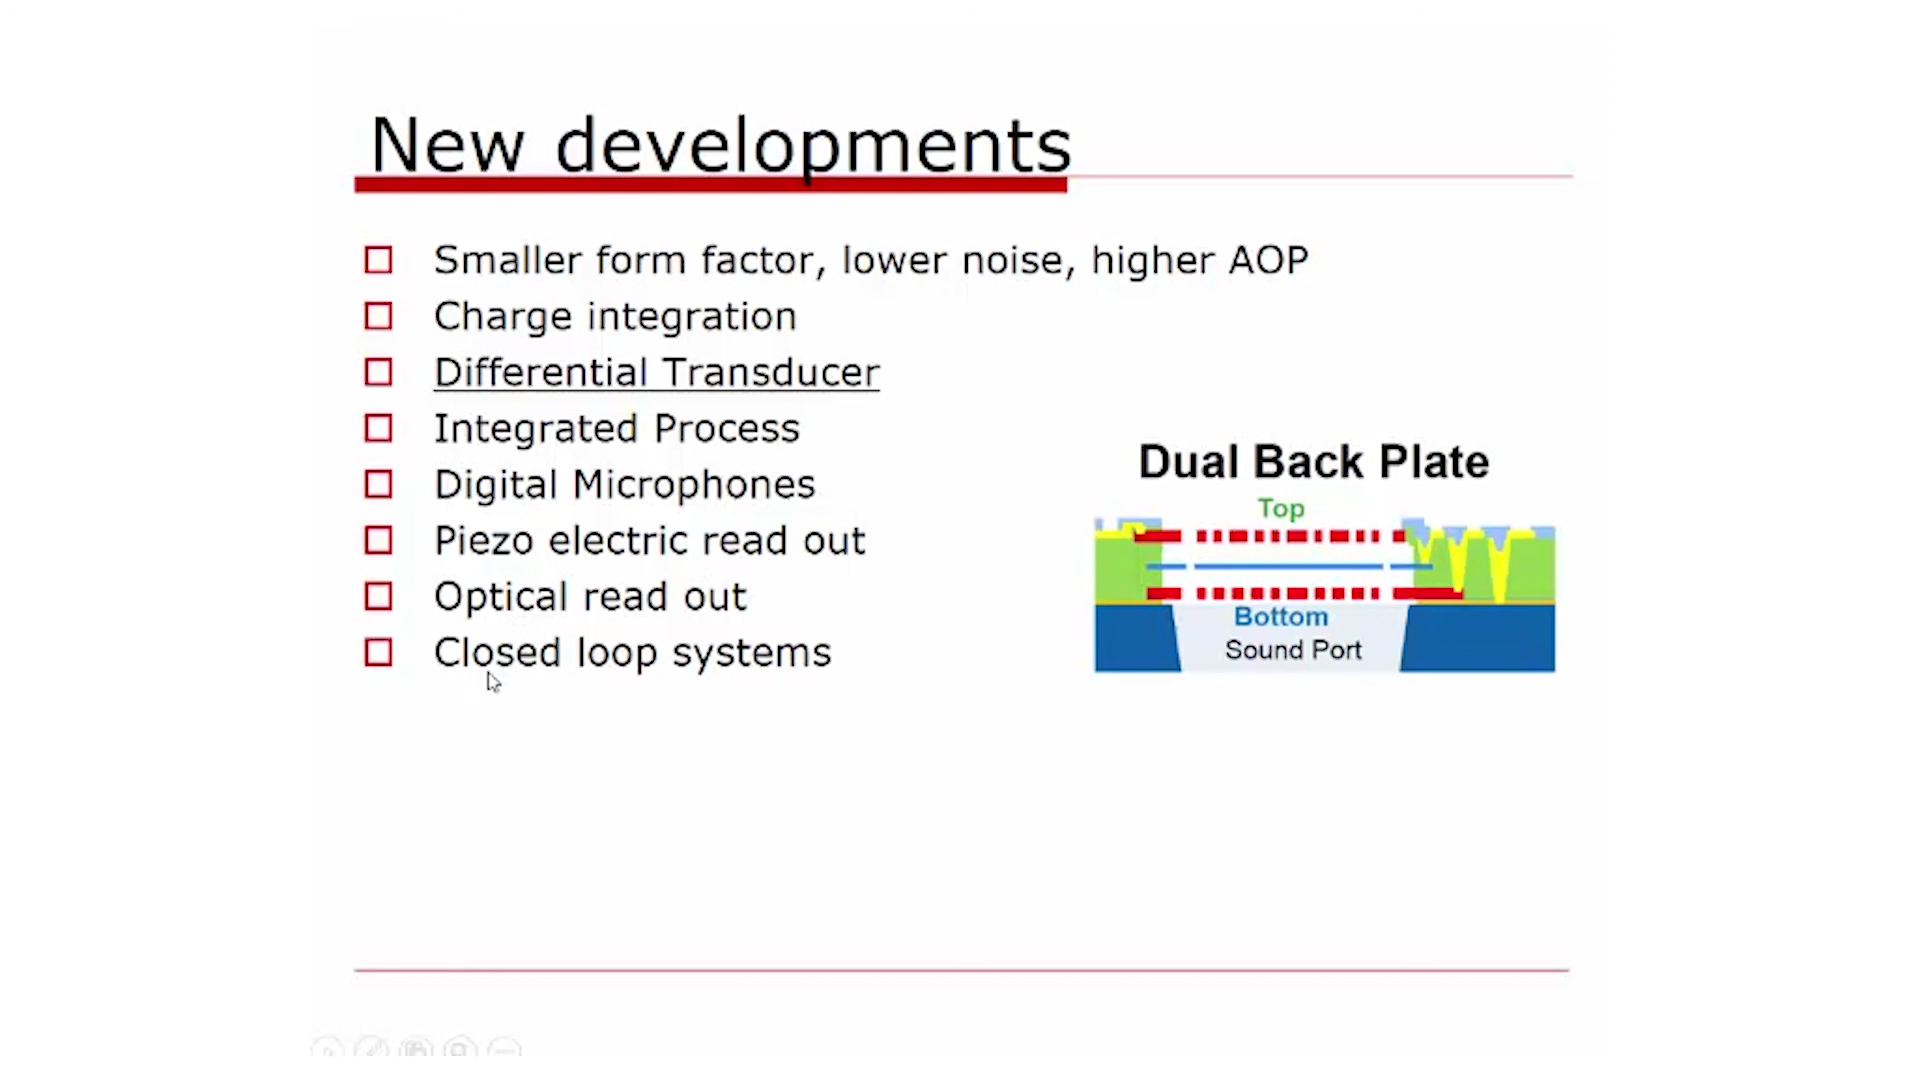 New developments
Smaller form factor, lower noise, higher AOP
Charge integration
Differential Transducer
Integrated Process
Digital Microphones
Piezo electric read out
Optical read out
Closed loop systems
Dual Back Plate
Top
Bottom
Sound Port